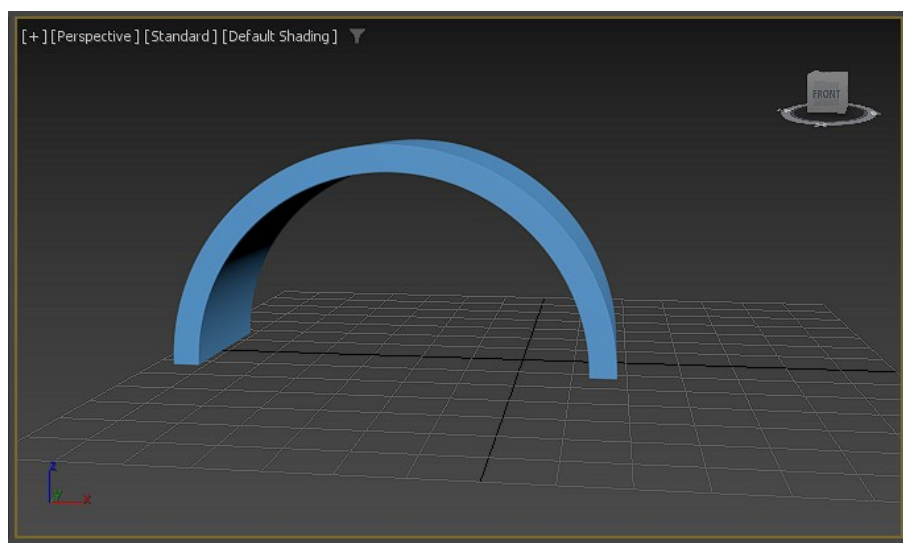 [+] [Perspective ] [Standard ] [Default Shading ]
FRONT
z
y
x